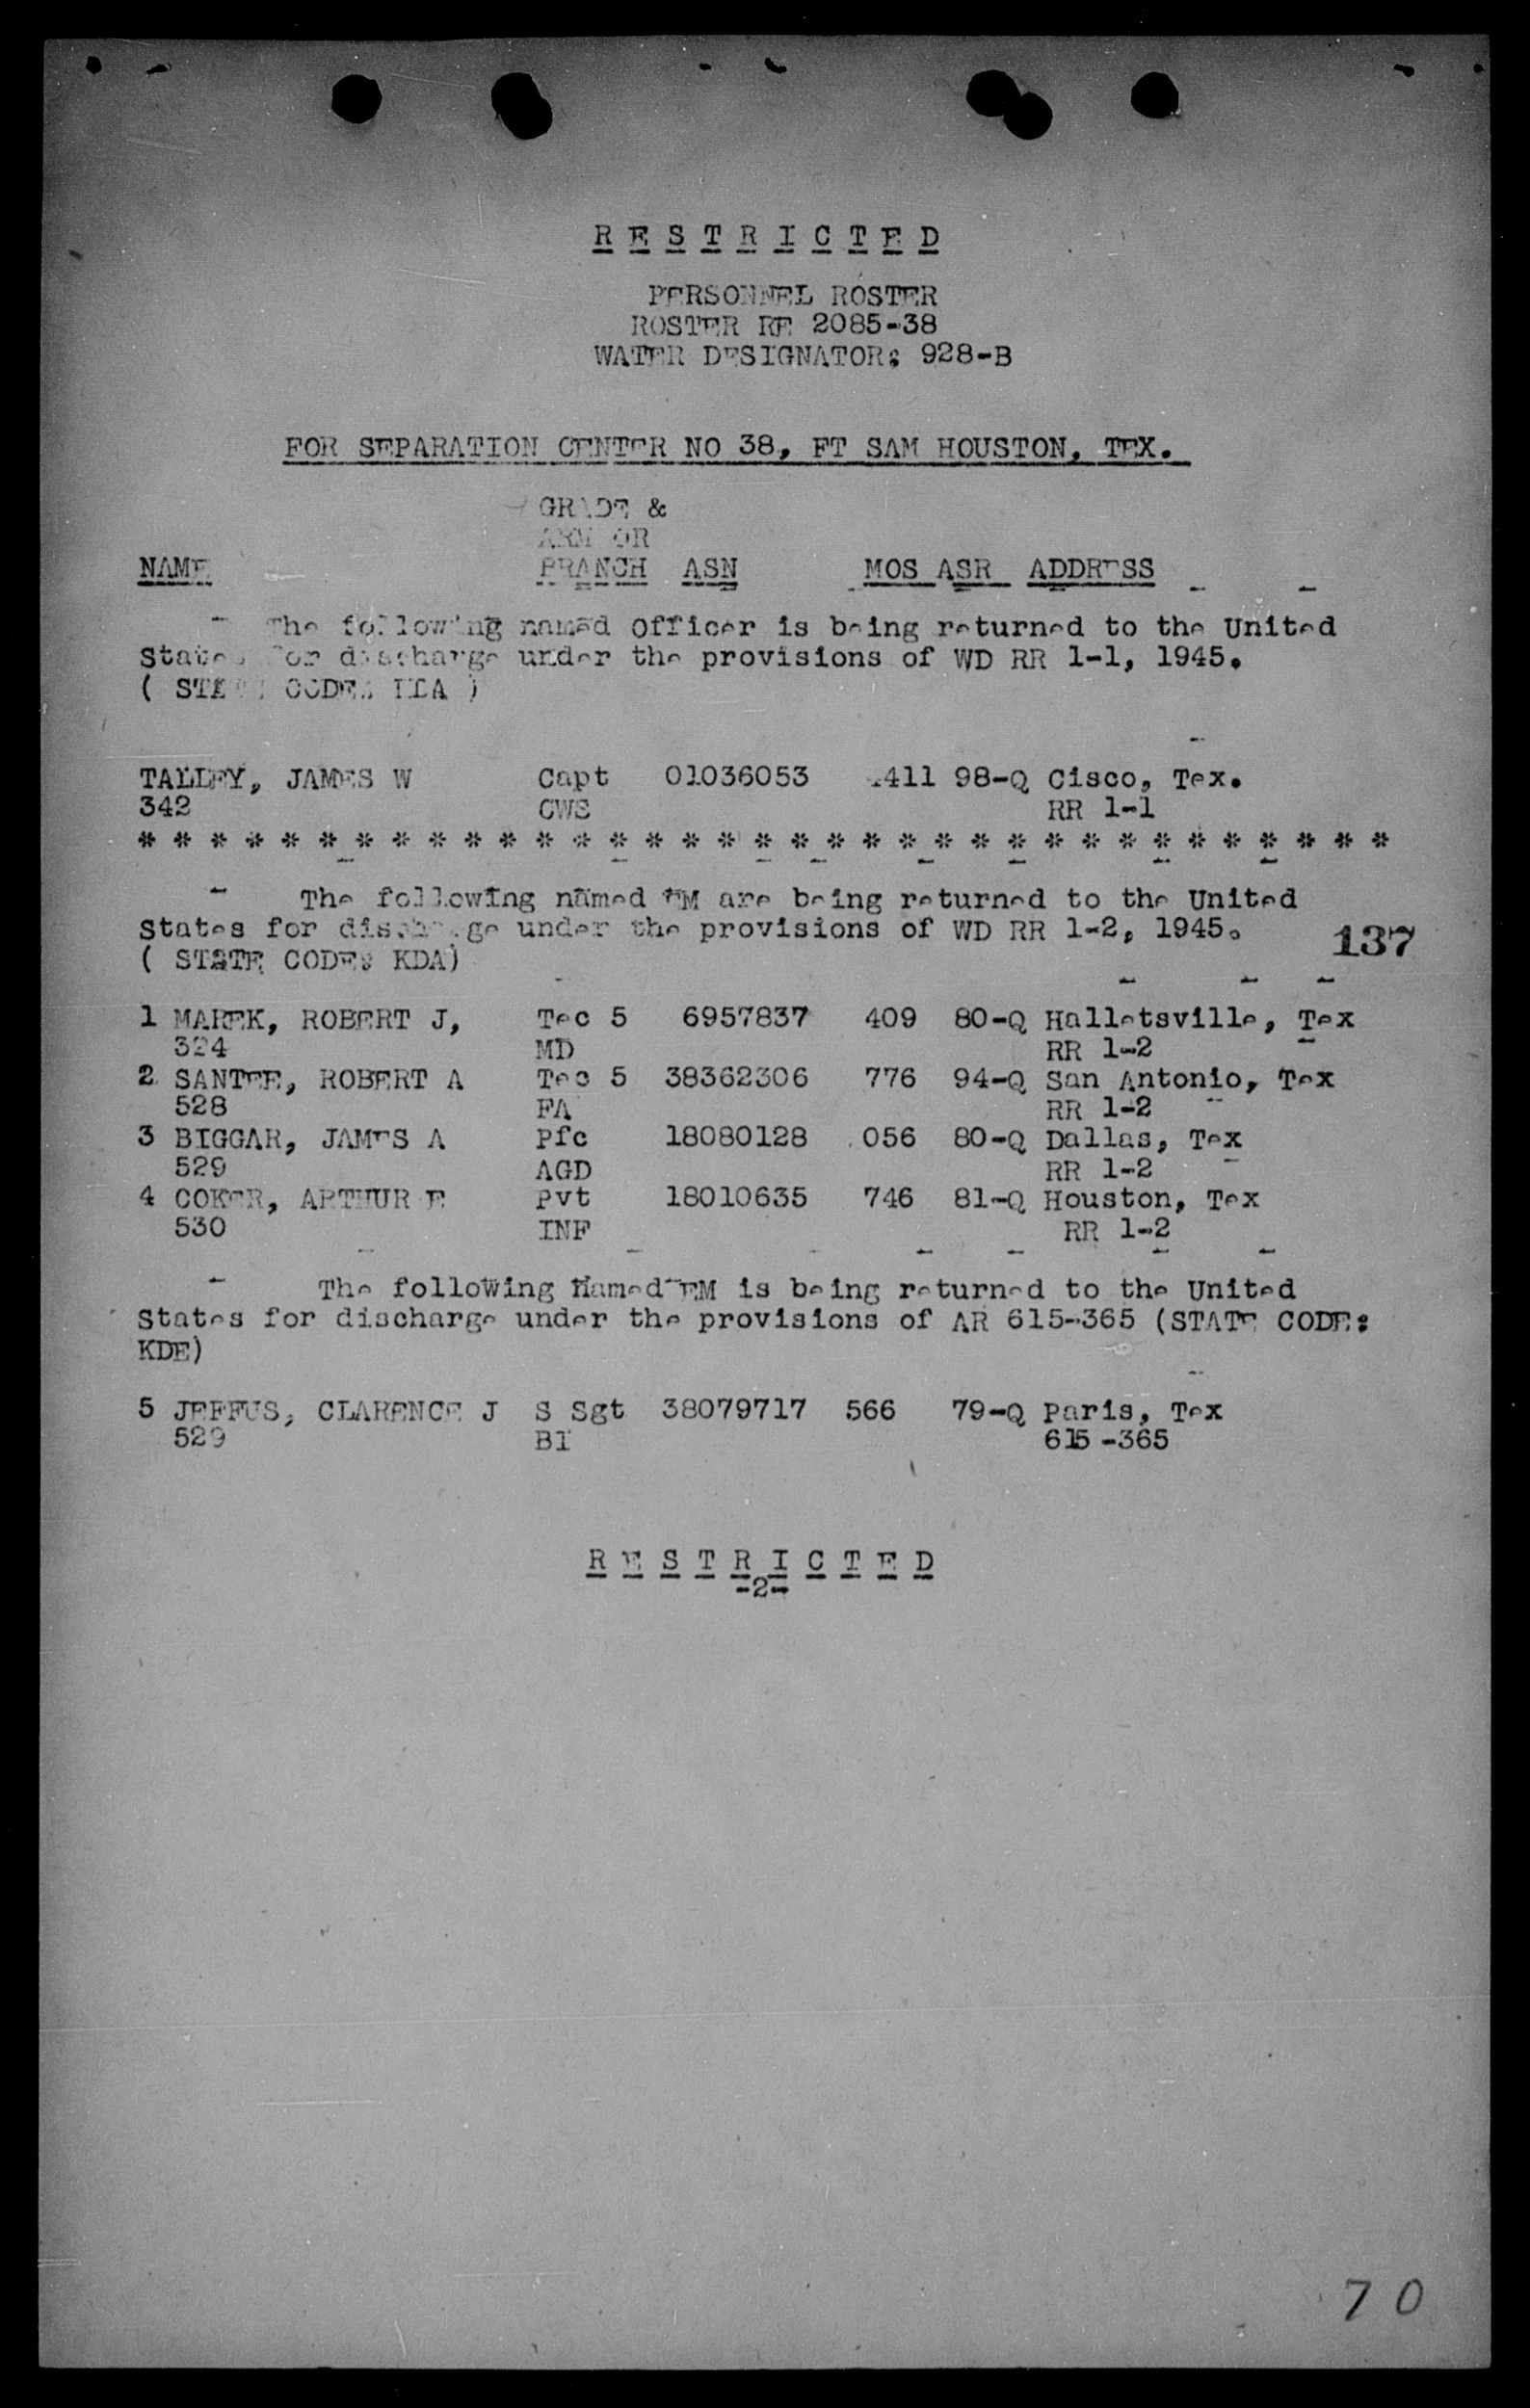 R E S T R I C T E D
PERSONNEL ROSTER
ROSTER RE 2085-38
WATER DESIGNATOR: 928-B
FOR SEPARATION CENTER NO 38, FT SAM HOUSTON, TEX.
GRADE &
ARM OR
NAME BRANCH ASN MOS ASR ADDRESS
The following named Officer is being returned to the United
States for discharge under the provisions of WD RR 1-1, 1945.
( STATE CODE:
TALLEY, JAMES W Capt 01036053 .411 98-Q Cisco, Tex.
342 CWS RR 1-1
* * * * * * * * * * * * * * * * * * * * * * * * * * * * * * * * * * *
The following named EM are being returned to the United
States for discharge under the provisions of WD RR 1-2, 1945.
137
( STATE CODE: KDA)
1 MAREK, ROBERT J, Tec 5 6957837 409 80-Q Halletsville, Tex
324 MD RR 1-2
2 SANTEE, ROBERT A Tec 5 38362306 776 94-Q San Antonio, Tex
528 FA RR 1-2
3 BIGGAR, JAMES A Pfc 18080128 056 80-Q Dallas, Tex
529 AGD RR 1-2
4 COKER, ARTHUR E Pvt 18010635 746 81-Q Houston, Tex
530 INF RR 1-2
The following Named EM is being returned to the United
States for discharge under the provisions of AR 615-365 (STATE CODE:
KDE)
5 JEFFUS, CLARENCE J S Sgt 38079717 566 79-Q Paris, Tex
529 BI 615-365
R E S T R I C T E D
-2-
70